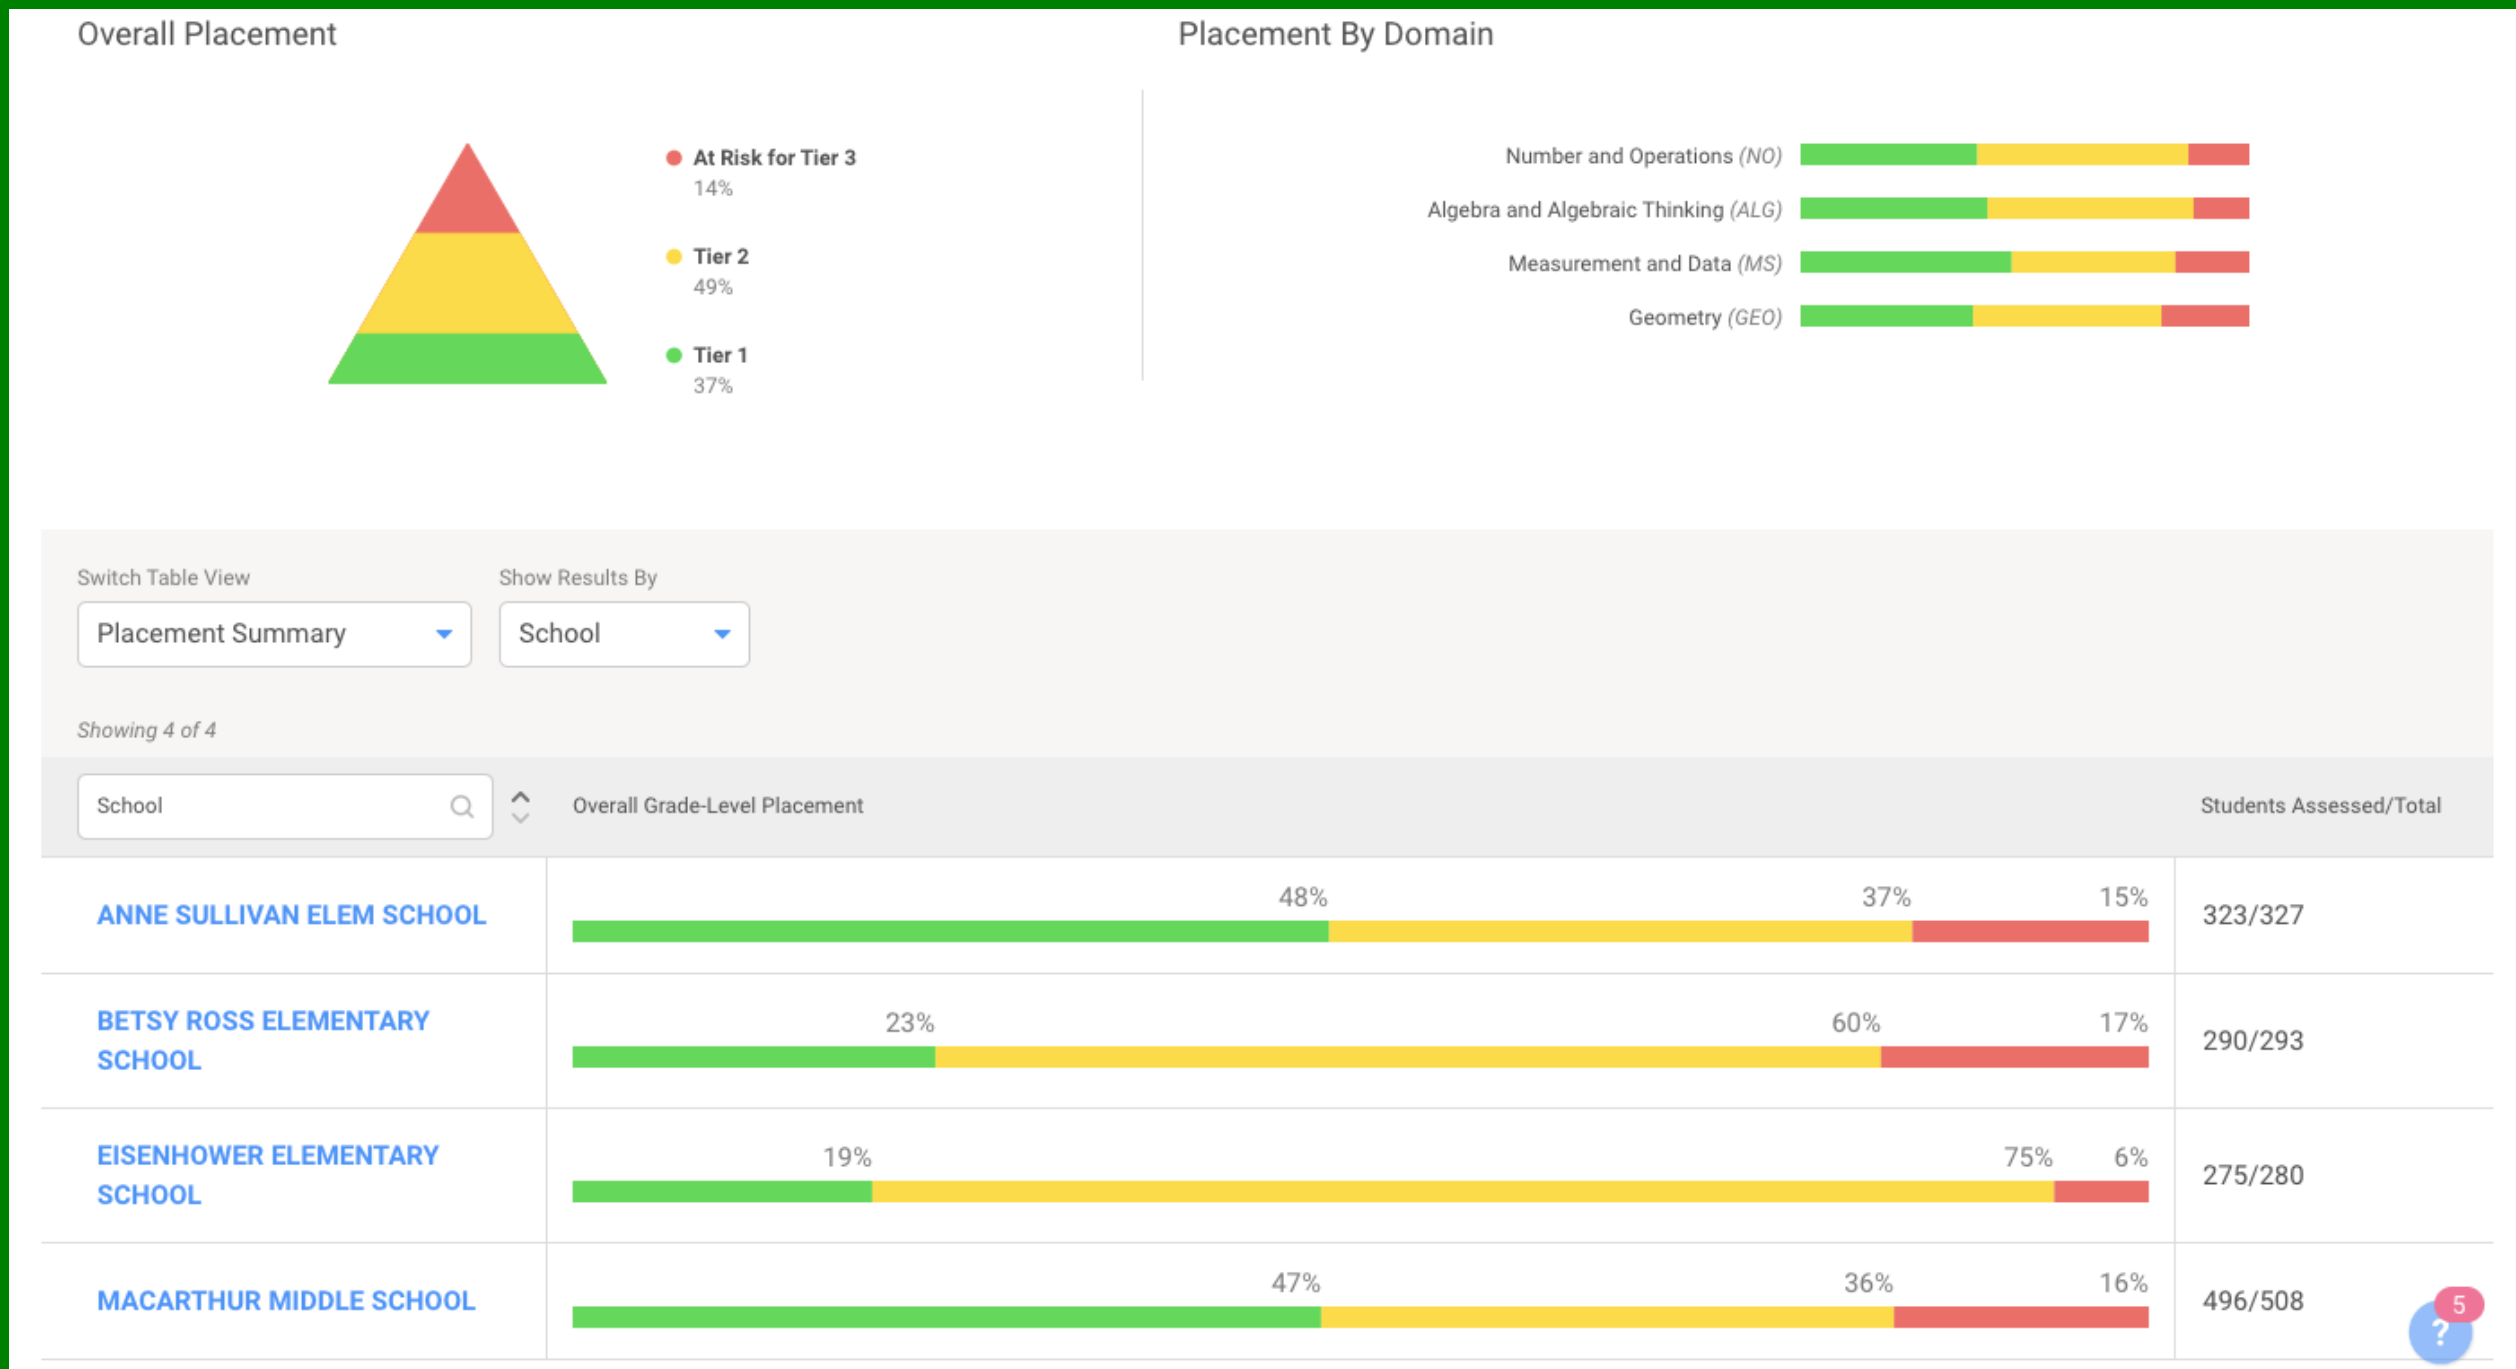 Overall Placement
Placement By Domain
At Risk for Tier 3
14%
Tier 2
49%
Tier 1
37%
Number and Operations (NO)
Algebra and Algebraic Thinking (ALG)
Measurement and Data (MS)
Geometry (GEO)
Switch Table View
Show Results By
Placement Summary
School
Showing 4 of 4
School
Overall Grade-Level Placement
Students Assessed/Total
ANNE SULLIVAN ELEM SCHOOL
48%
37%
15%
323/327
BETSY ROSS ELEMENTARY
SCHOOL
23%
60%
17%
290/293
EISENHOWER ELEMENTARY
SCHOOL
19%
75%
6%
275/280
MACARTHUR MIDDLE SCHOOL
47%
36%
16%
496/508
5
?